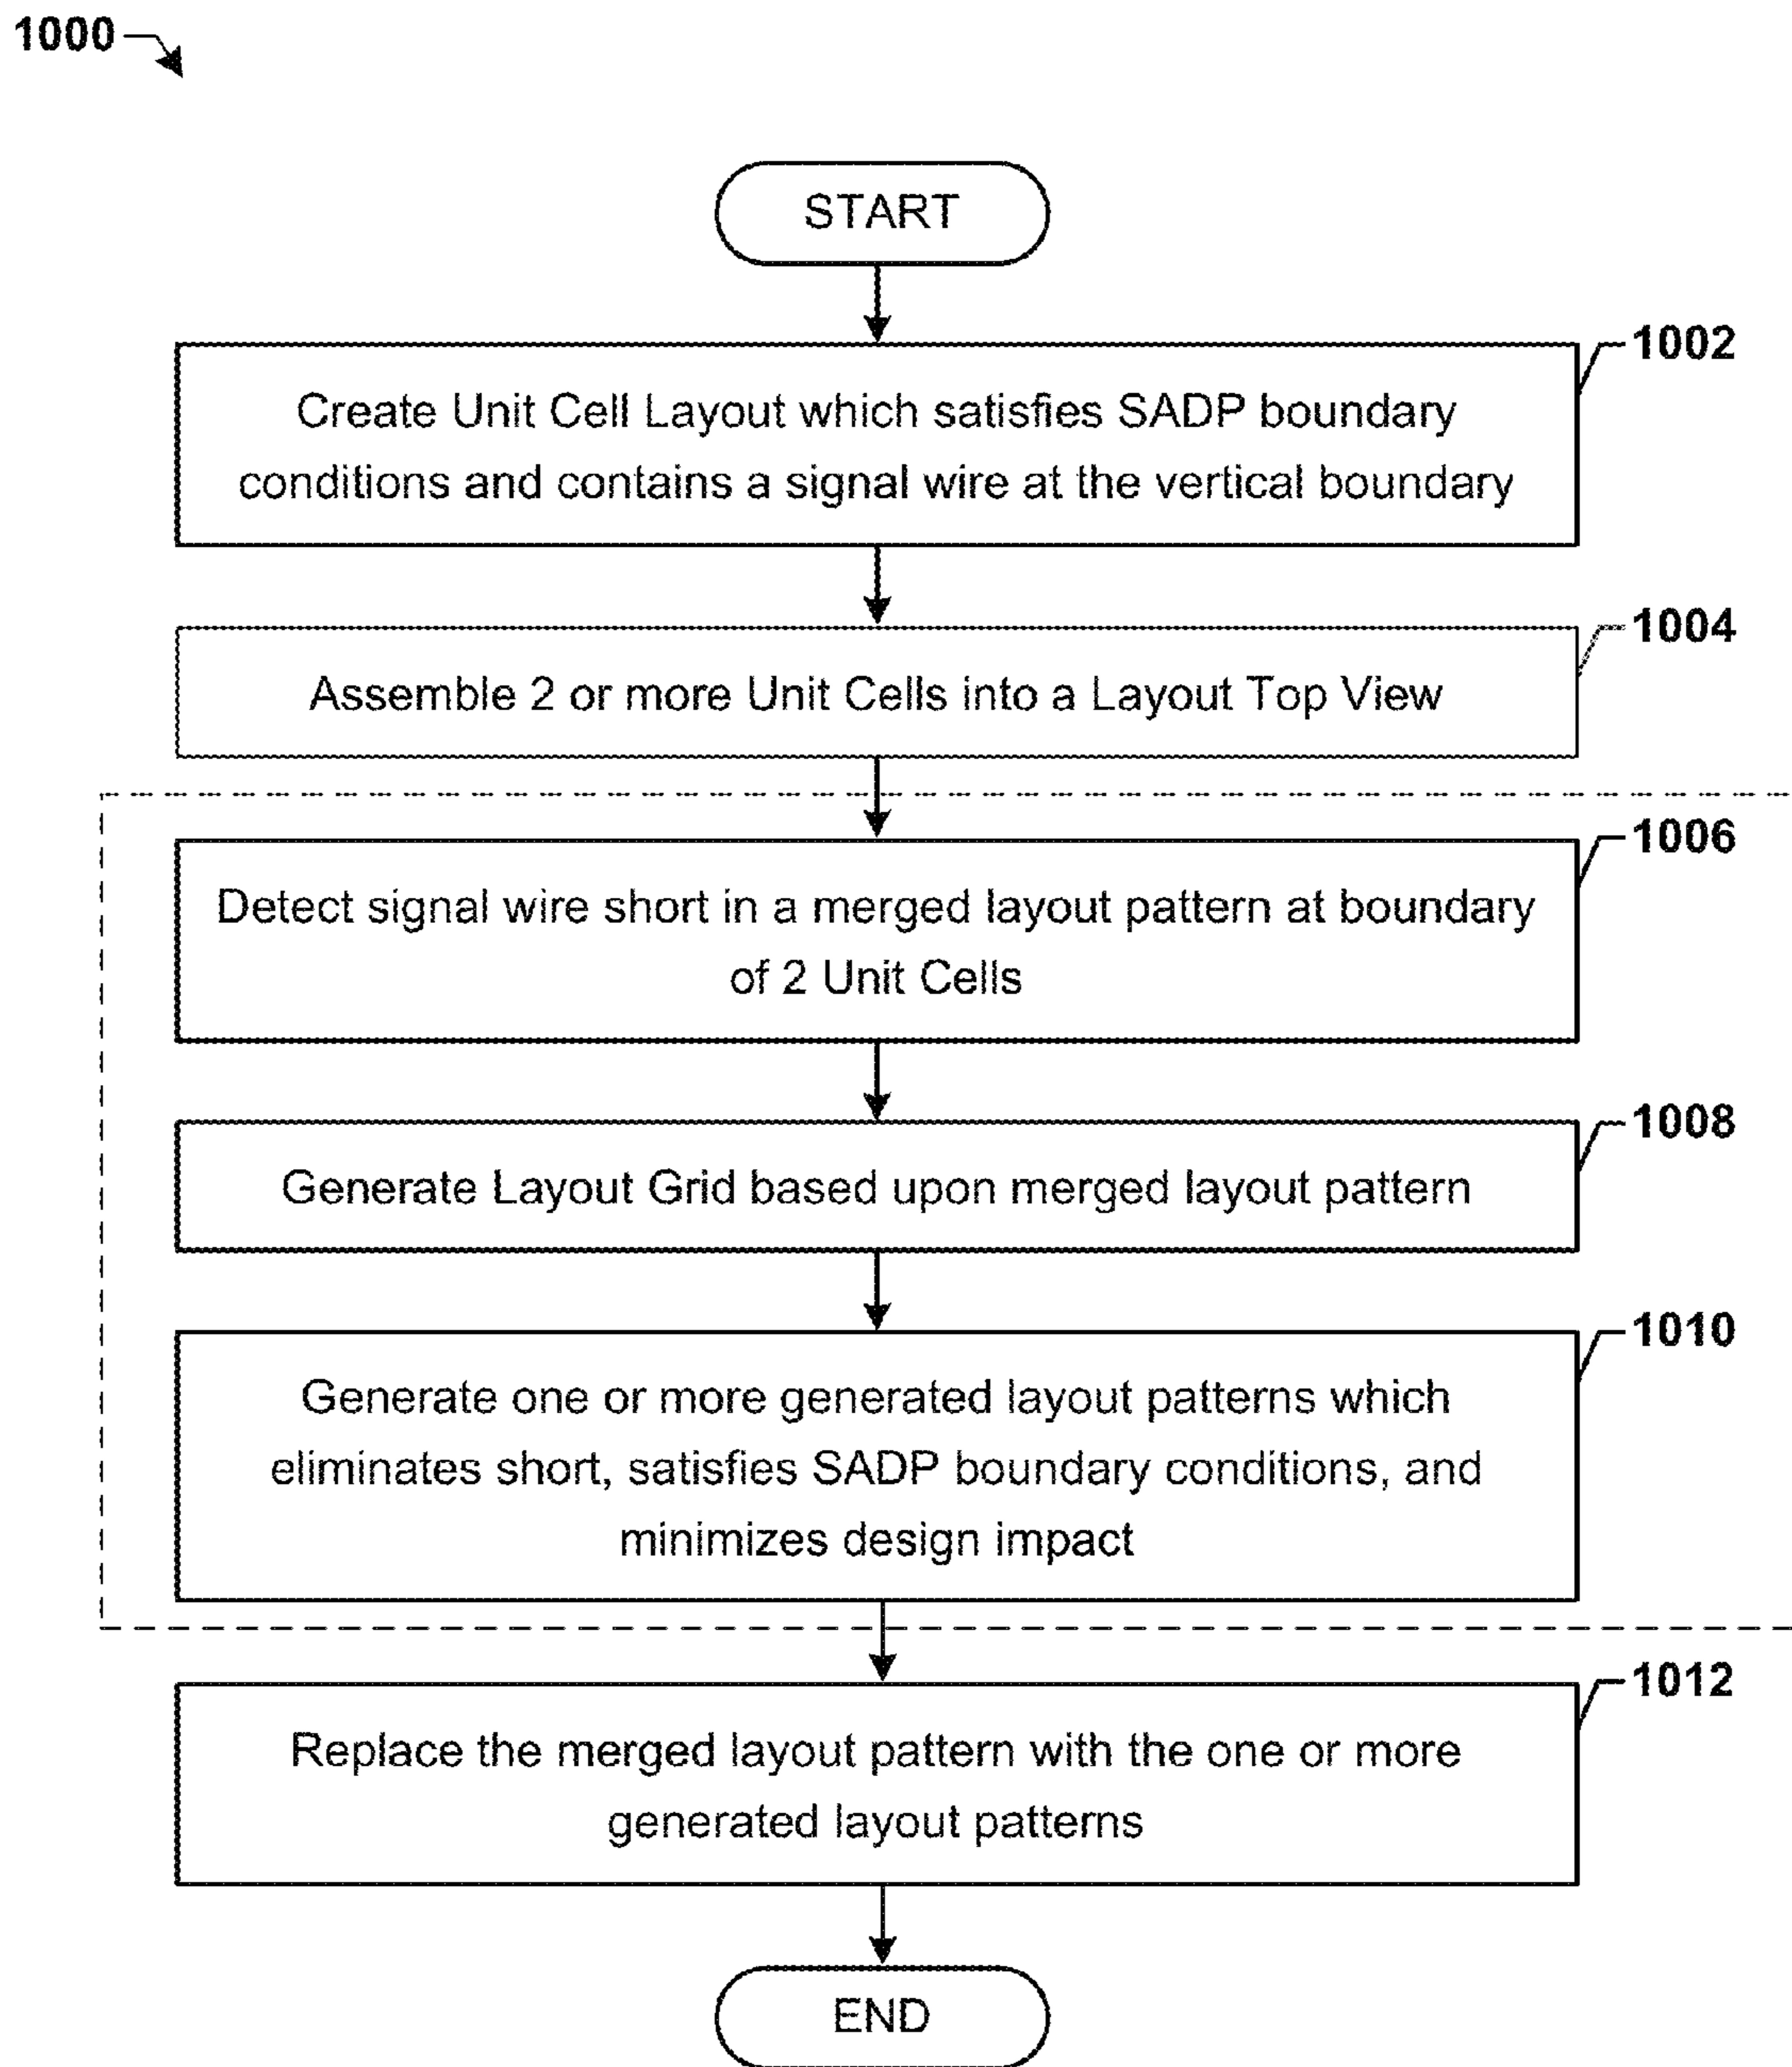 1000
START
1002
Create Unit Cell Layout which satisfies SADP boundary
conditions and contains a signal wire at the vertical boundary
1004
Assemble 2 or more Unit Cells into a Layout Top View
1006
Detect signal wire short in a merged layout pattern at boundary
of 2 Unit Cells
1008
Generate Layout Grid based upon merged layout pattern
1010
Generate one or more generated layout patterns which
eliminates short, satisfies SADP boundary conditions, and
minimizes design impact
1012
Replace the merged layout pattern with the one or more
generated layout patterns
END